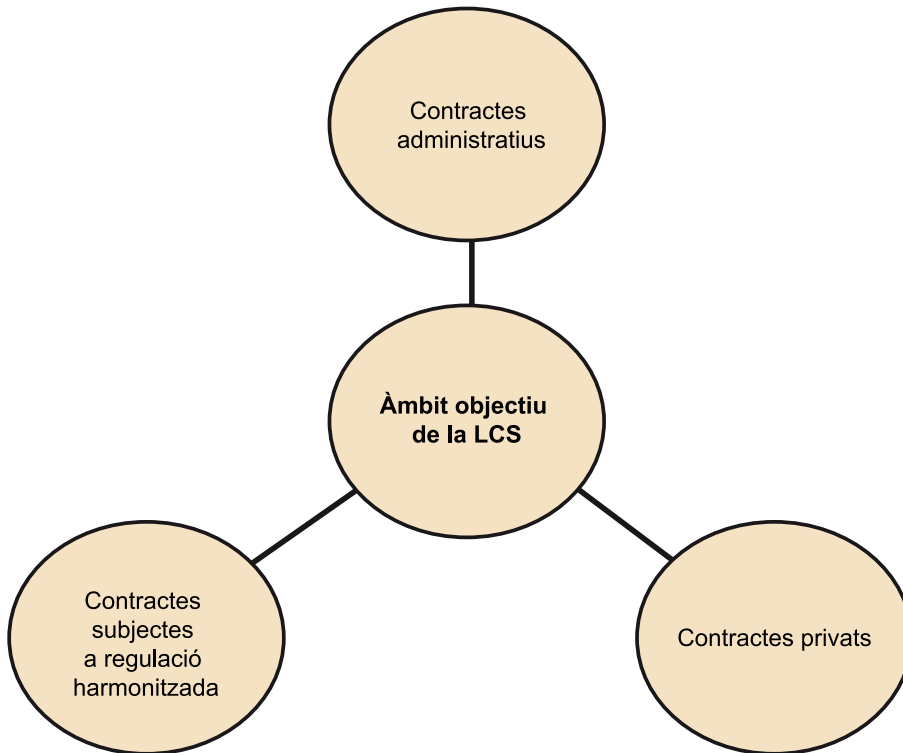 Contractes
administratius
Àmbit objectiu
de la LCS
Contractes
subjectes
a regulació
harmonitzada
Contractes privats